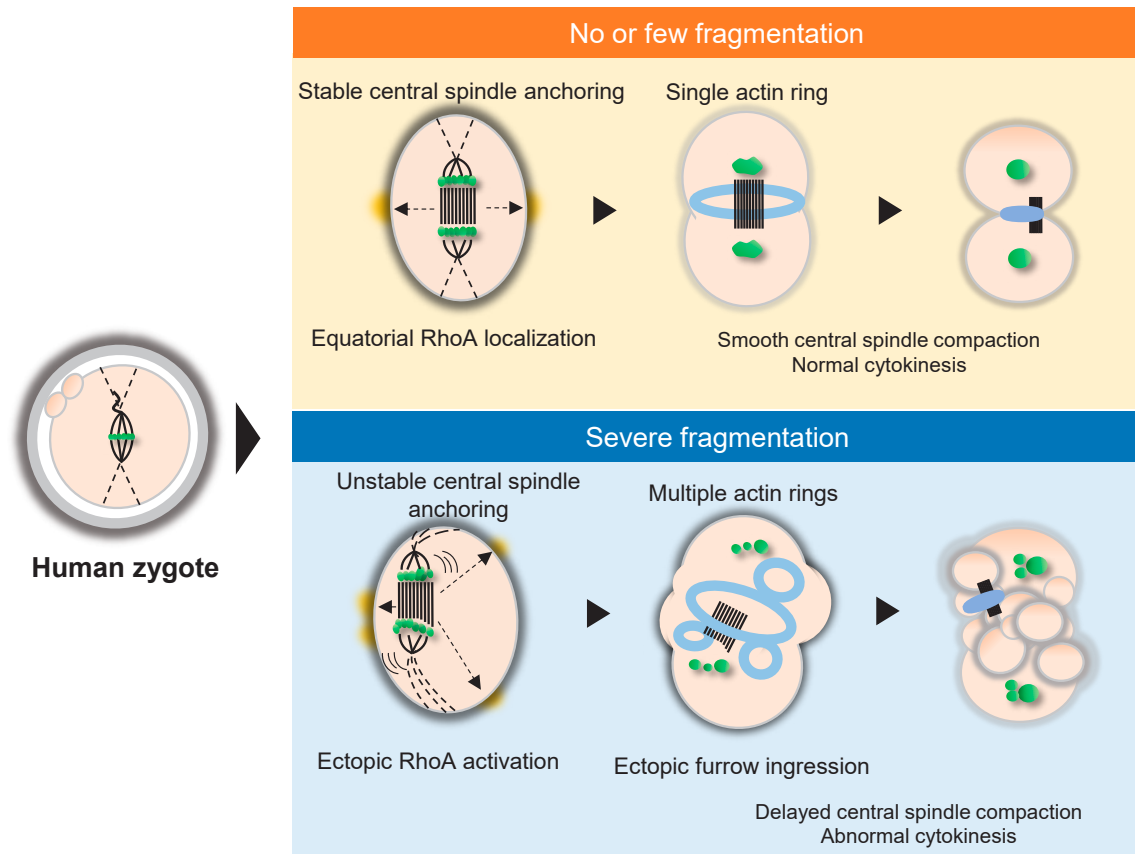 No or few fragmentation
Stable central spindle anchoring
Single actin ring
Equatorial RhoA localization
Smooth central spindle compaction
Normal cytokinesis
Human zygote
Severe fragmentation
Unstable central spindle
anchoring
Multiple actin rings
Ectopic RhoA activation
Ectopic furrow ingression
Delayed central spindle compaction
Abnormal cytokinesis